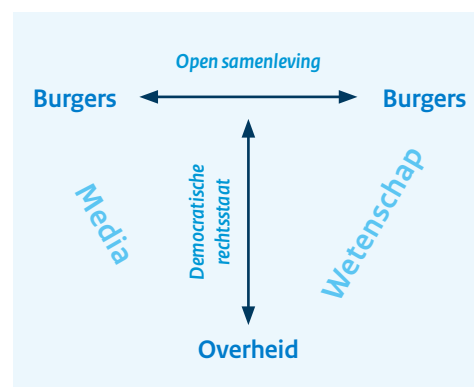 Open samenleving
Burgers
Burgers
Democratische
rechtsstaat
Media
Wetenschap
Overheid